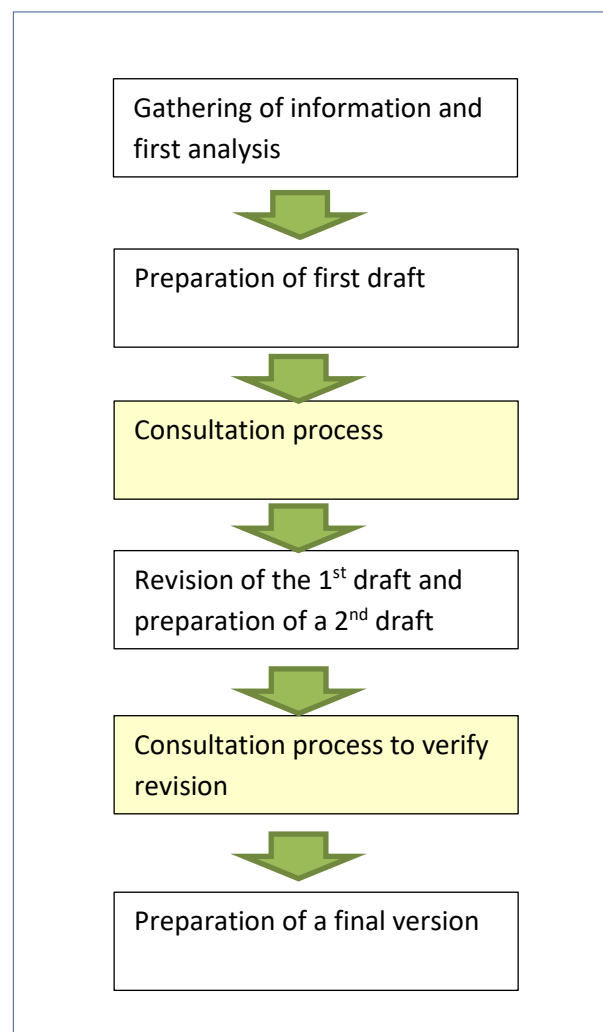 Gathering of information and
first analysis
Preparation of first draft
Consultation process
Revision of the 1st draft and
preparation of a 2nd draft
Consultation process to verify
revision
Preparation of a final version